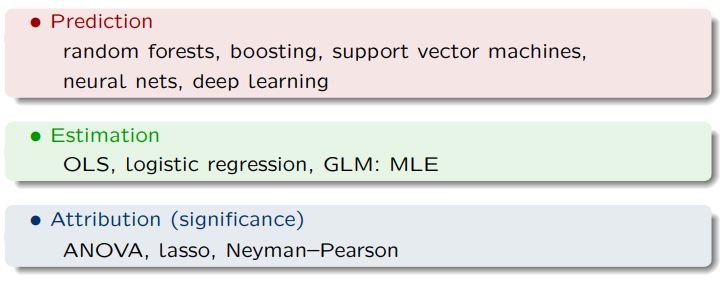 • Prediction
random forests, boosting, support vector machines,
neural nets, deep learning
• Estimation
OLS, logistic regression, GLM: MLE
• Attribution (significance)
ANOVA, lasso, Neyman–Pearson